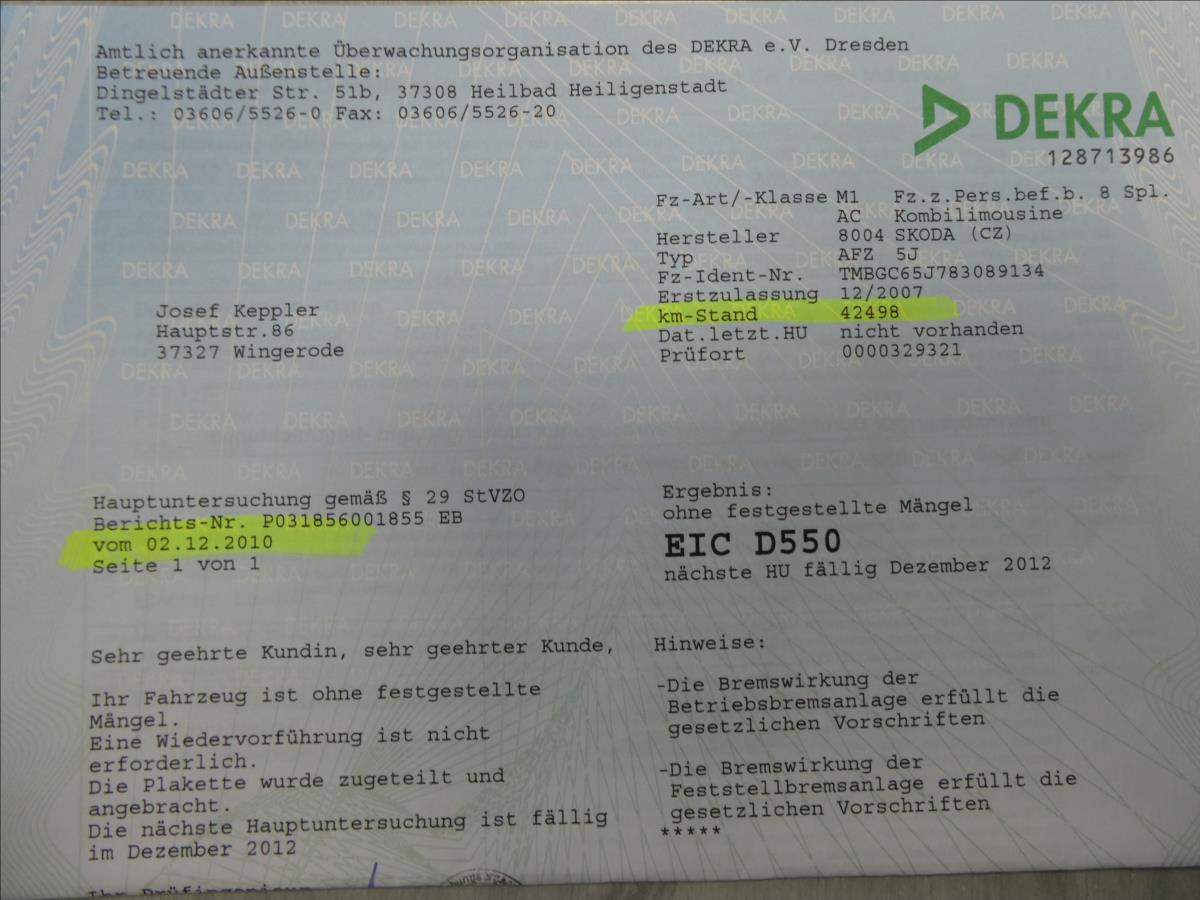 Amtlich anerkannte Überwachungsorganisation des DEKRA e.V. Dresden
Betreuende Außenstelle:
Dingelstädter Str. 51b, 37308 Heilbad Heiligenstadt
Tel.: 03606/5526-0 Fax: 03606/5526-20
DEKRA
128713986
Fz-Art/-Klasse M1 Fz.z.Pers.bef.b. 8 Spl.
AC Kombilimousine
Hersteller 8004 SKODA (CZ)
Typ AFZ 5J
Fz-Ident-Nr. TMBGC65J783089134
Erstzulassung 12/2007
km-Stand 42498
Dat.letzt.HU nicht vorhanden
Prüfort 0000329321
Josef Keppler
Hauptstr.86
37327 Wingerode
Hauptuntersuchung gemäß § 29 StVZO
Berichts-Nr. P031856001855 EB
vom 02.12.2010
Seite 1 von 1
Ergebnis:
ohne festgestellte Mängel
EIC D550
nächste HU fällig Dezember 2012
Sehr geehrte Kundin, sehr geehrter Kunde,
Ihr Fahrzeug ist ohne festgestellte
Mängel.
Eine Wiedervorführung ist nicht
erforderlich.
Die Plakette wurde zugeteilt und
angebracht.
Die nächste Hauptuntersuchung ist fällig
im Dezember 2012
Ihr Prüfingenieur
Hinweise:
-Die Bremswirkung der
Betriebsbremsanlage erfüllt die
gesetzlichen Vorschriften
-Die Bremswirkung der
Feststellbremsanlage erfüllt die
gesetzlichen Vorschriften
*****